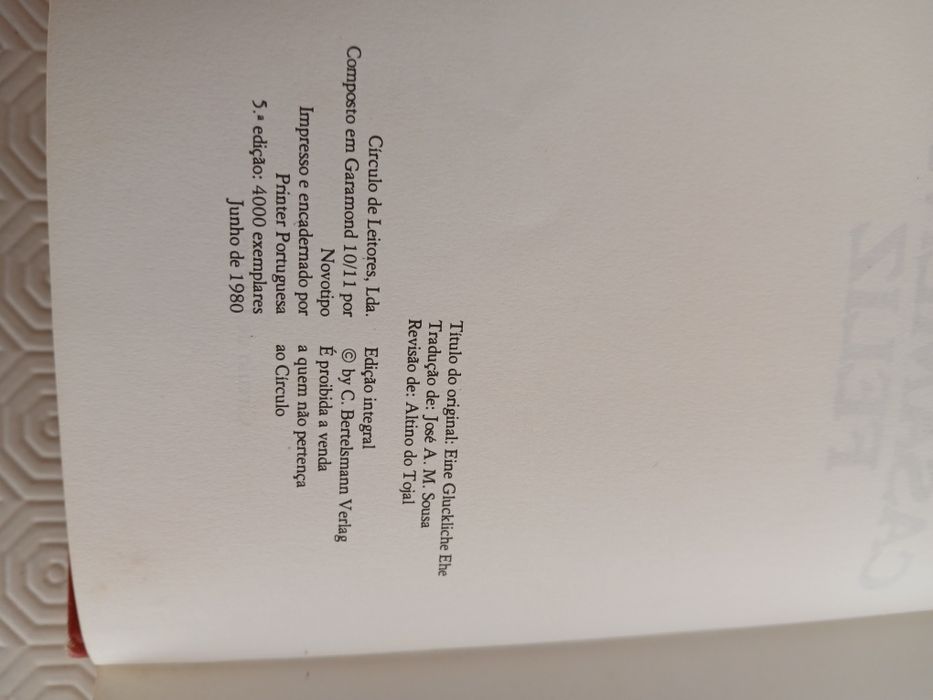 Título do original: Eine Gluckliche Ehe
Tradução de: José A. M. Sousa
Revisão de: Altino do Tojal
Círculo de Leitores, Lda.
Composto em Garamond 10/11 por
Novotipo
Impresso e encadernado por
Printer Portuguesa
5.ª edição: 4000 exemplares
Junho de 1980
Edição integral
© by C. Bertelsmann Verlag
É proibida a venda
a quem não pertença
ao Círculo